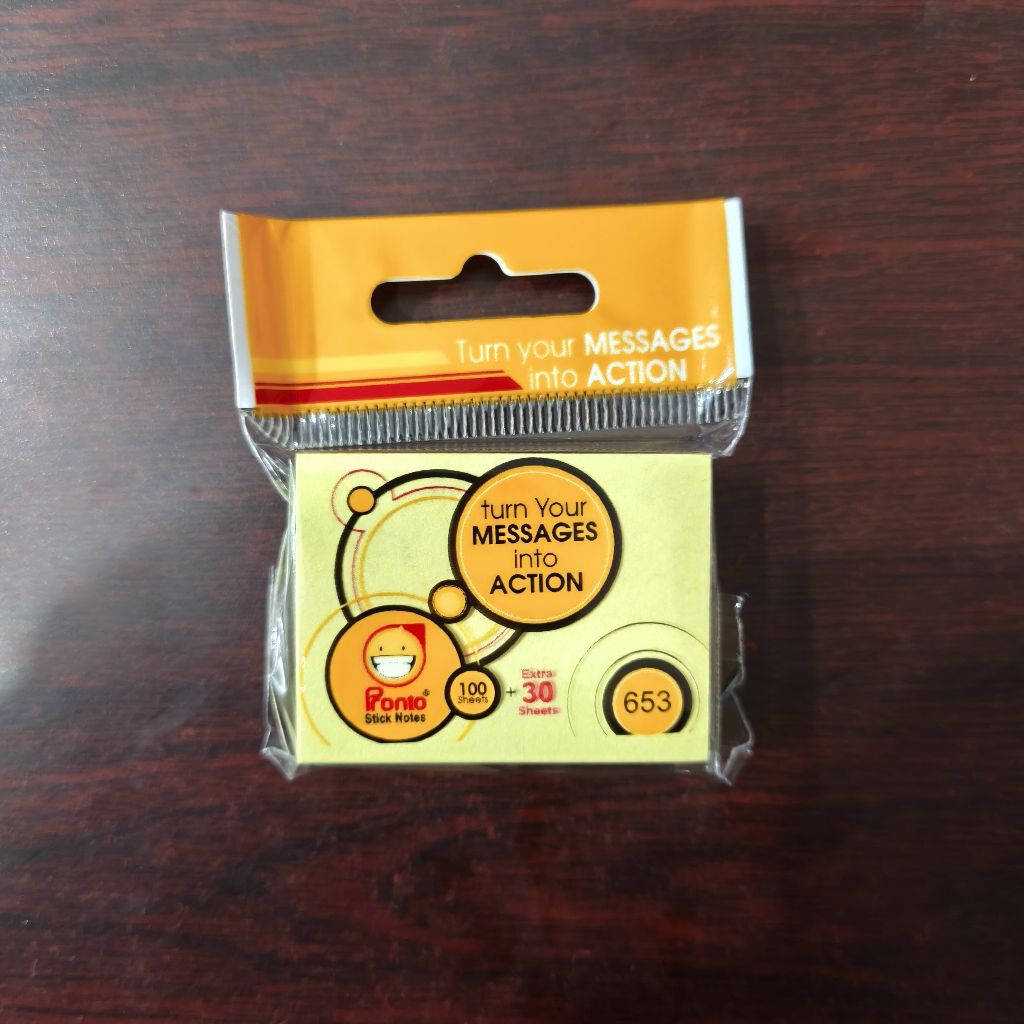 Turn your MESSAGES
into ACTION
turn Your
MESSAGES
into
ACTION
Pronto®
Stick Notes
100
Sheets
+
Extra
30
Sheets
653